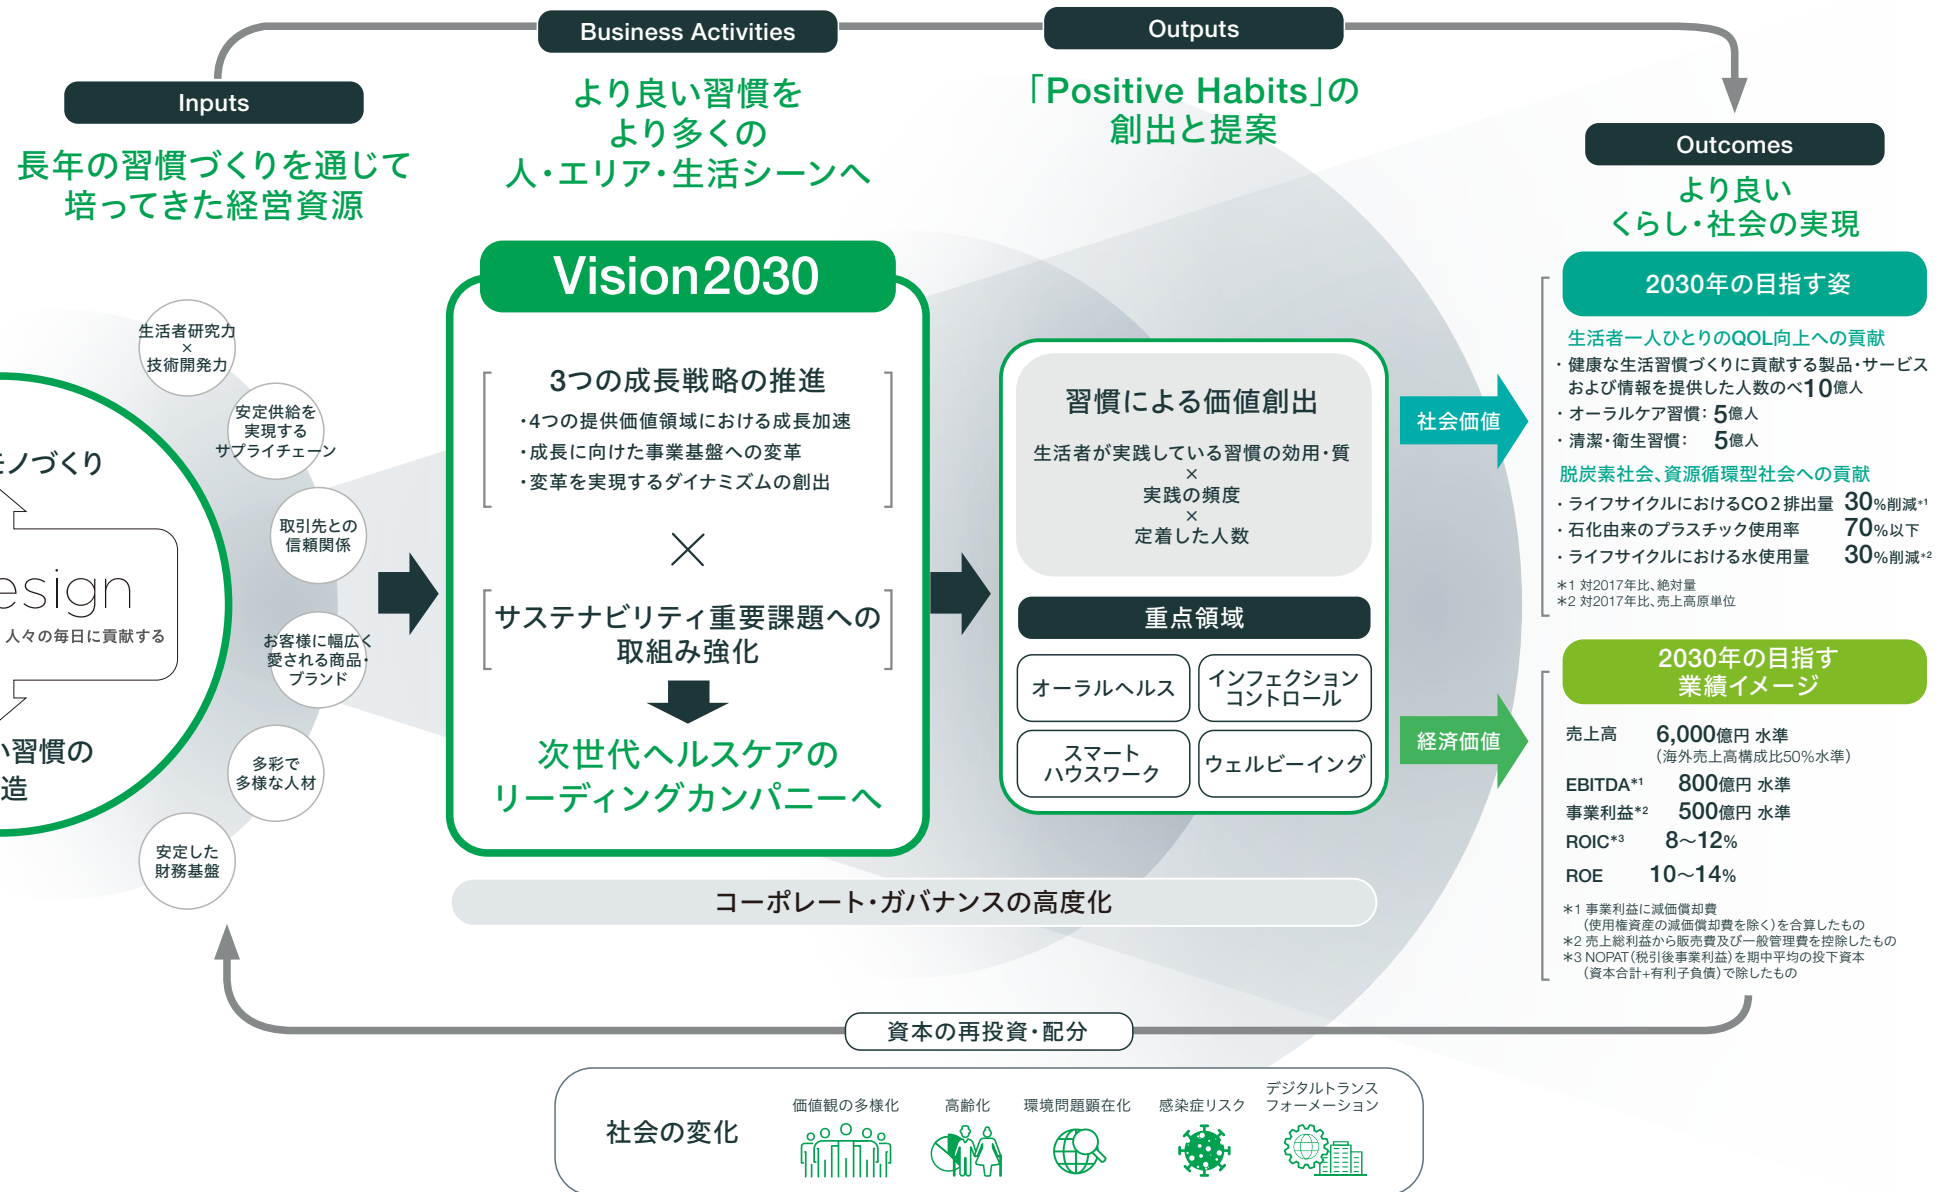 Inputs
長年の習慣づくりを通じて
培ってきた経営資源
Business Activities
より良い習慣を
より多くの
人・エリア・生活シーンへ
Outputs
「Positive Habits」の
創出と提案
Outcomes
より良い
くらし・社会の実現
モノづくり
esign
人々の毎日に貢献する
い習慣の
造
生活者研究力
×
技術開発力
安定供給を
実現する
サプライチェーン
取引先との
信頼関係
お客様に幅広く
愛される商品・
ブランド
多彩で
多様な人材
安定した
財務基盤
Vision2030
3つの成長戦略の推進
・4つの提供価値領域における成長加速
・成長に向けた事業基盤への変革
・変革を実現するダイナミズムの創出
×
サステナビリティ重要課題への
取組み強化
次世代ヘルスケアの
リーディングカンパニーへ
習慣による価値創出
生活者が実践している習慣の効用・質
×
実践の頻度
×
定着した人数
重点領域
オーラルヘルス
インフェクション
コントロール
スマート
ハウスワーク
ウェルビーイング
コーポレート・ガバナンスの高度化
社会価値
経済価値
2030年の目指す姿
生活者一人ひとりのQOL向上への貢献
・健康な生活習慣づくりに貢献する製品・サービス
および情報を提供した人数のべ10億人
・オーラルケア習慣：5億人
・清潔・衛生習慣： 5億人
脱炭素社会、資源循環型社会への貢献
・ライフサイクルにおけるCO2排出量 30%削減*1
・石化由来のプラスチック使用率 70%以下
・ライフサイクルにおける水使用量 30%削減*2
*1 対2017年比、絶対量
*2 対2017年比、売上高原単位
2030年の目指す
業績イメージ
売上高 6,000億円 水準
（海外売上高構成比50%水準）
EBITDA*1 800億円 水準
事業利益*2 500億円 水準
ROIC*3 8〜12%
ROE 10〜14%
*1 事業利益に減価償却費
（使用権資産の減価償却費を除く）を合算したもの
*2 売上総利益から販売費及び一般管理費を控除したもの
*3 NOPAT（税引後事業利益）を期中平均の投下資本
（資本合計+有利子負債）で除したもの
資本の再投資・配分
社会の変化
価値観の多様化
高齢化
環境問題顕在化
感染症リスク
デジタルトランス
フォーメーション